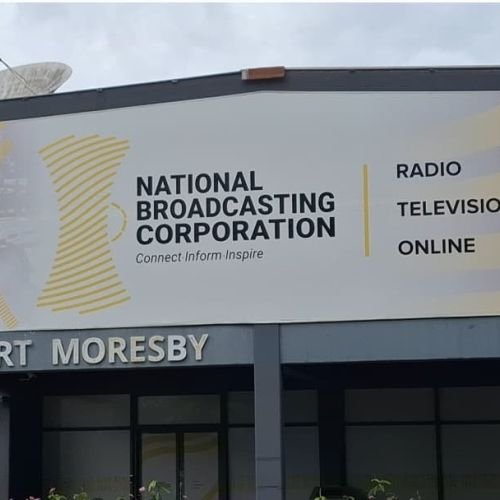 NATIONAL
BROADCASTING
CORPORATION
Connect·Inform·Inspire
RADIO
TELEVISIO
ONLINE
RT MORESBY